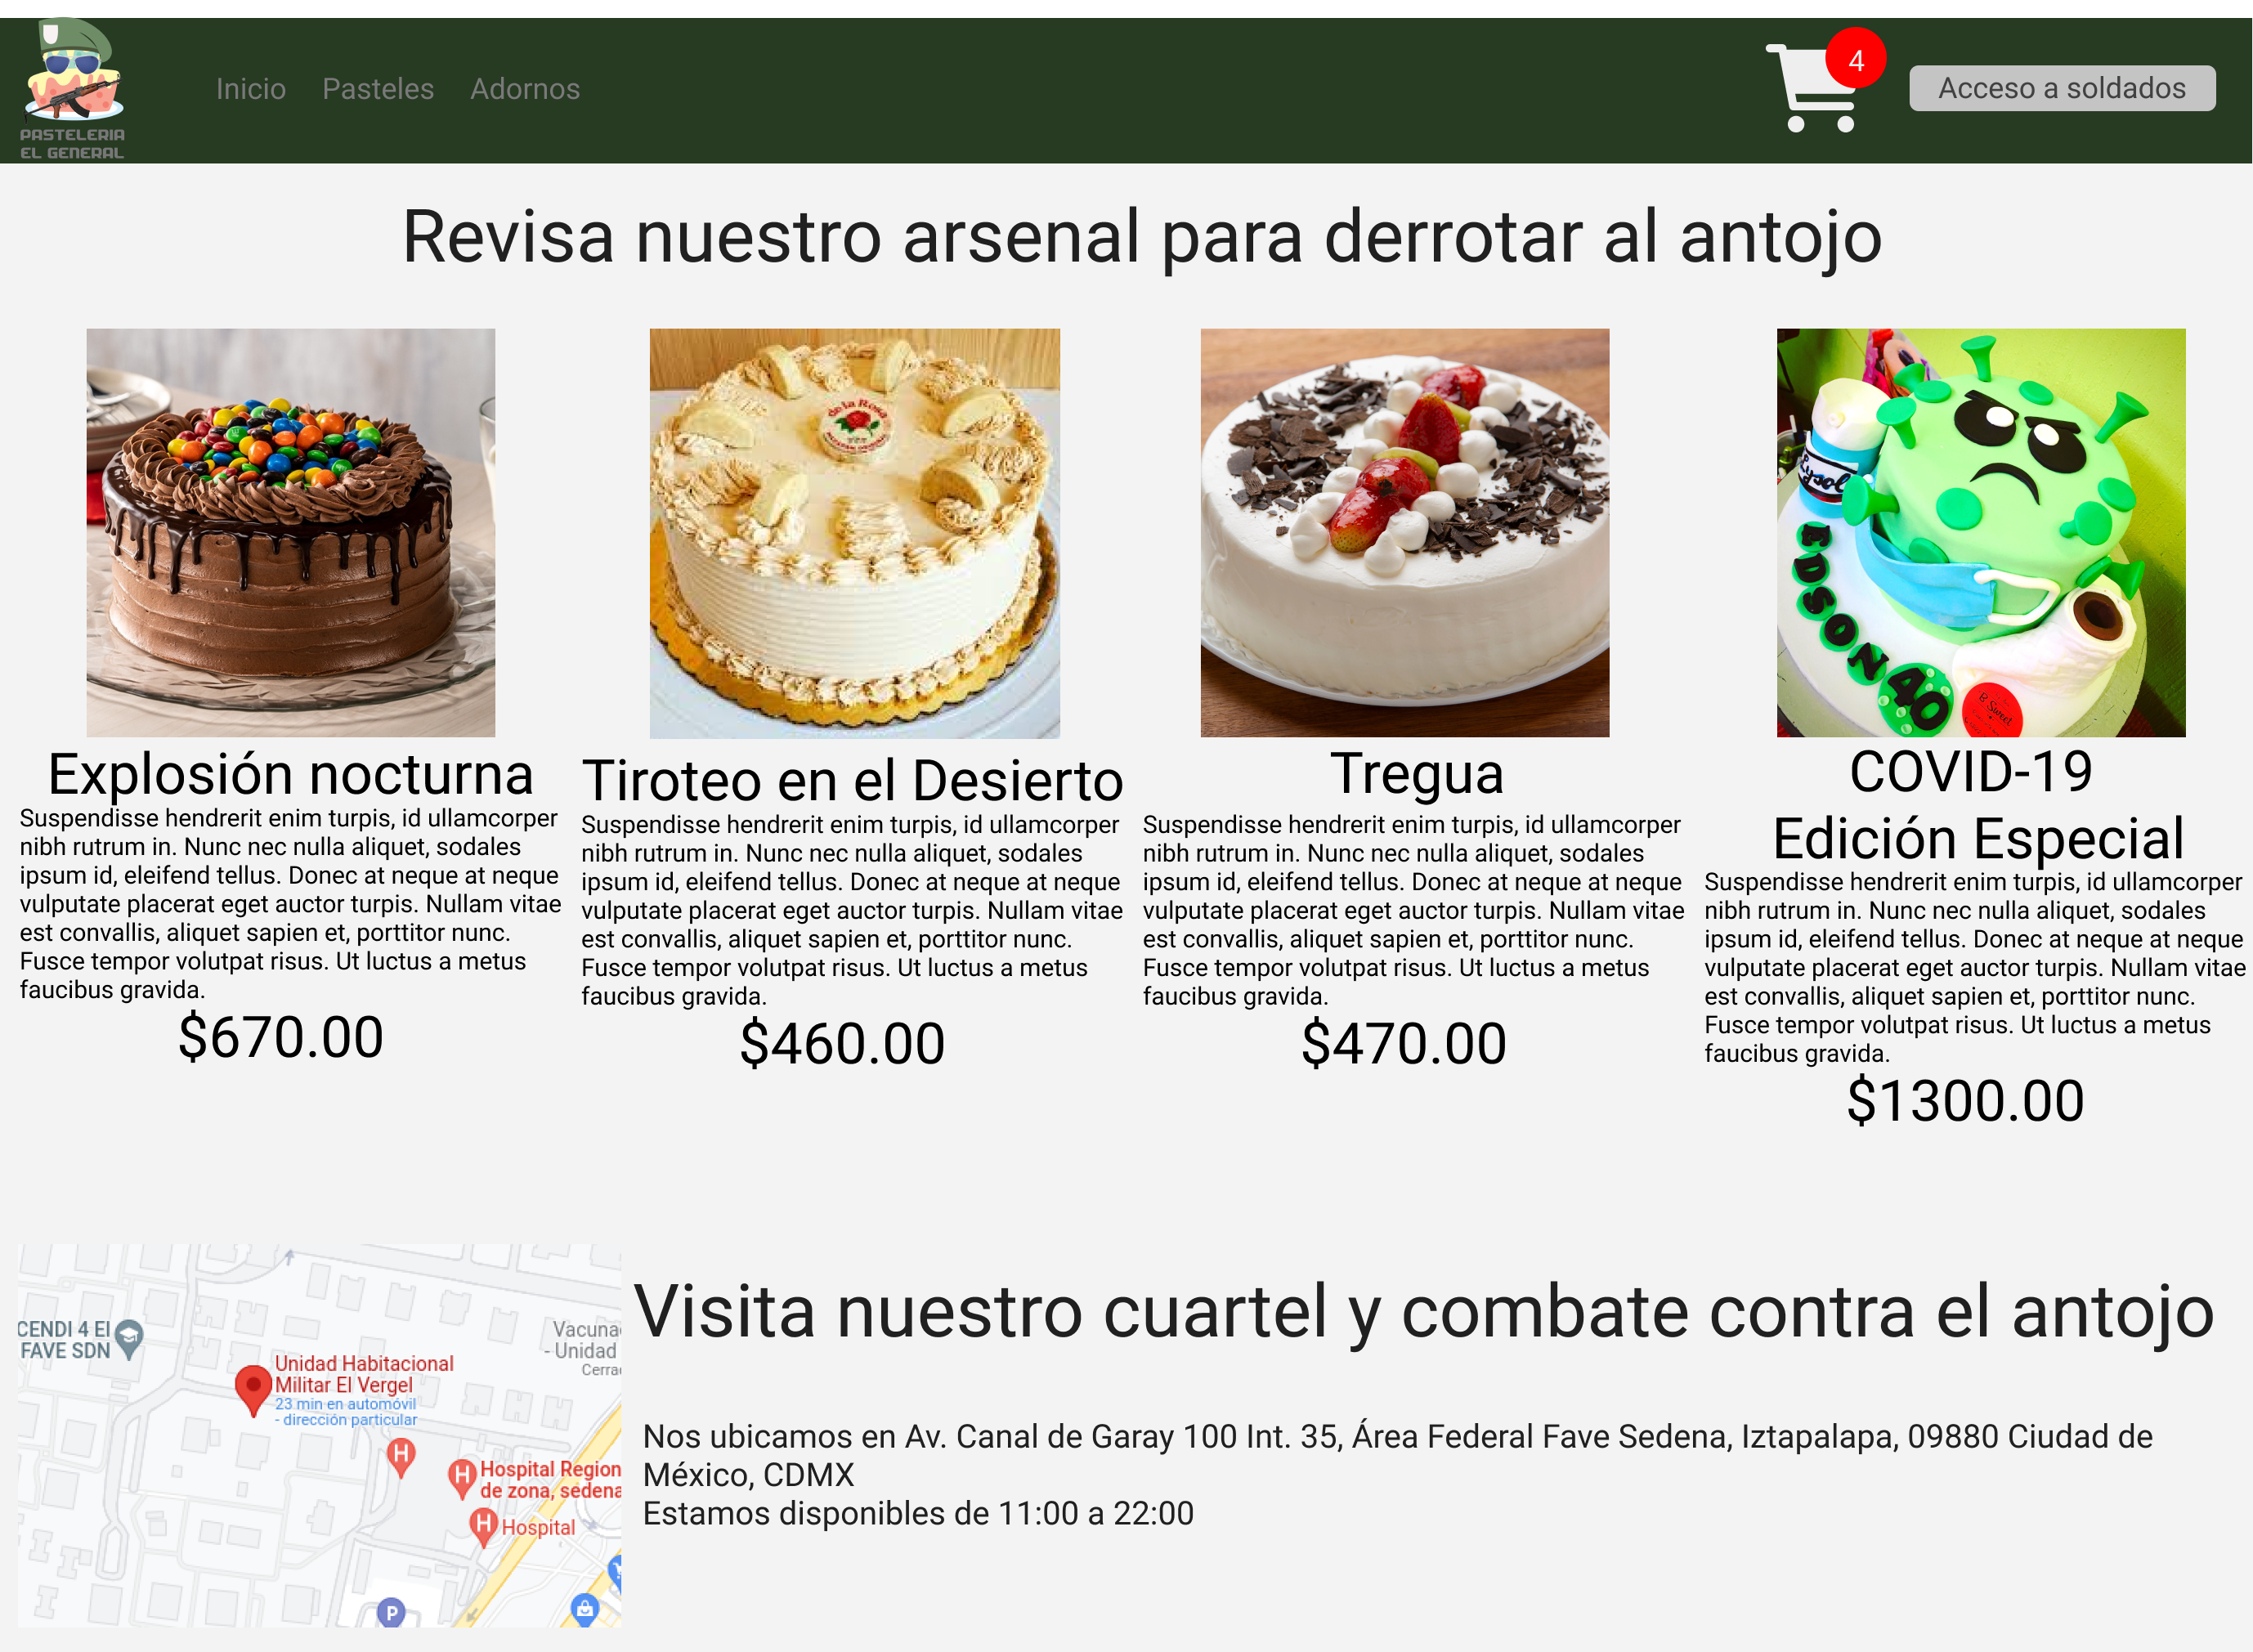 PASTELERIA
EL GENERAL
Inicio
Pasteles
Adornos
4
Acceso a soldados
Revisa nuestro arsenal para derrotar al antojo
de la Rosa
Lysol
EDSON 40
B Sweet
Explosión nocturna
Suspendisse hendrerit enim turpis, id ullamcorper
nibh rutrum in. Nunc nec nulla aliquet, sodales
ipsum id, eleifend tellus. Donec at neque at neque
vulputate placerat eget auctor turpis. Nullam vitae
est convallis, aliquet sapien et, porttitor nunc.
Fusce tempor volutpat risus. Ut luctus a metus
faucibus gravida.
$670.00
Tiroteo en el Desierto
Suspendisse hendrerit enim turpis, id ullamcorper
nibh rutrum in. Nunc nec nulla aliquet, sodales
ipsum id, eleifend tellus. Donec at neque at neque
vulputate placerat eget auctor turpis. Nullam vitae
est convallis, aliquet sapien et, porttitor nunc.
Fusce tempor volutpat risus. Ut luctus a metus
faucibus gravida.
$460.00
Tregua
Suspendisse hendrerit enim turpis, id ullamcorper
nibh rutrum in. Nunc nec nulla aliquet, sodales
ipsum id, eleifend tellus. Donec at neque at neque
vulputate placerat eget auctor turpis. Nullam vitae
est convallis, aliquet sapien et, porttitor nunc.
Fusce tempor volutpat risus. Ut luctus a metus
faucibus gravida.
$470.00
COVID-19
Edición Especial
Suspendisse hendrerit enim turpis, id ullamcorper
nibh rutrum in. Nunc nec nulla aliquet, sodales
ipsum id, eleifend tellus. Donec at neque at neque
vulputate placerat eget auctor turpis. Nullam vitae
est convallis, aliquet sapien et, porttitor nunc.
Fusce tempor volutpat risus. Ut luctus a metus
faucibus gravida.
$1300.00
CENDI 4 El
FAVE SDN
Vacuna
- Unidad
Cerra
Unidad Habitacional
Militar El Vergel
23 min en automóvil
- dirección particular
H
H
Hospital Region
de zona, sedena
H
Hospital
P
Visita nuestro cuartel y combate contra el antojo
Nos ubicamos en Av. Canal de Garay 100 Int. 35, Área Federal Fave Sedena, Iztapalapa, 09880 Ciudad de
México, CDMX
Estamos disponibles de 11:00 a 22:00